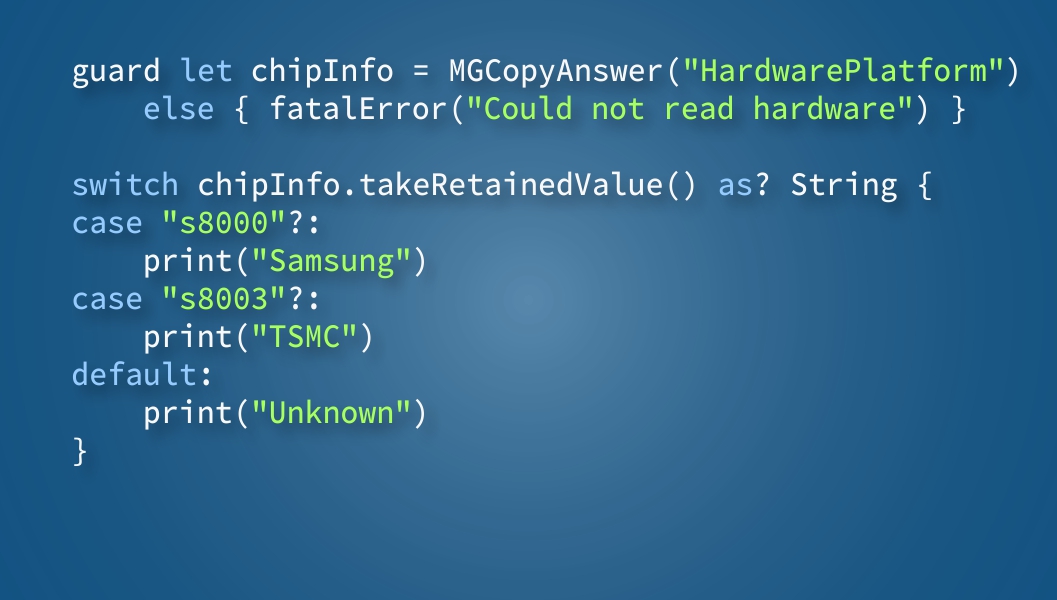 guard let chipInfo = MGCopyAnswer("HardwarePlatform")
    else { fatalError("Could not read hardware") }

switch chipInfo.takeRetainedValue() as? String {
case "s8000"?:
    print("Samsung")
case "s8003"?:
    print("TSMC")
default:
    print("Unknown")
}